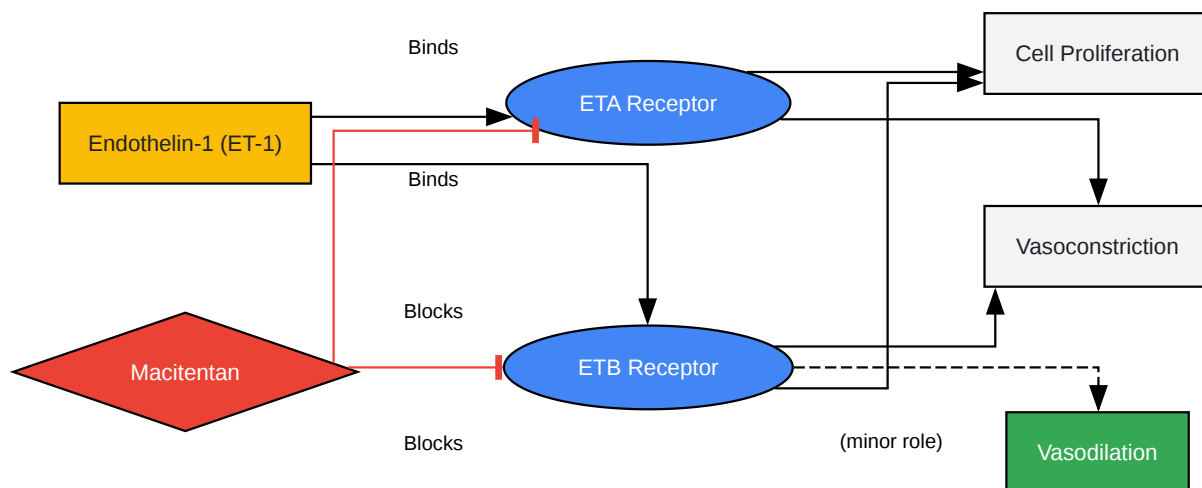 Binds
Cell Proliferation
ETA Receptor
Endothelin-1 (ET-1)
Binds
Vasoconstriction
Blocks
ETB Receptor
Macitentan
Blocks
(minor role)
Vasodilation